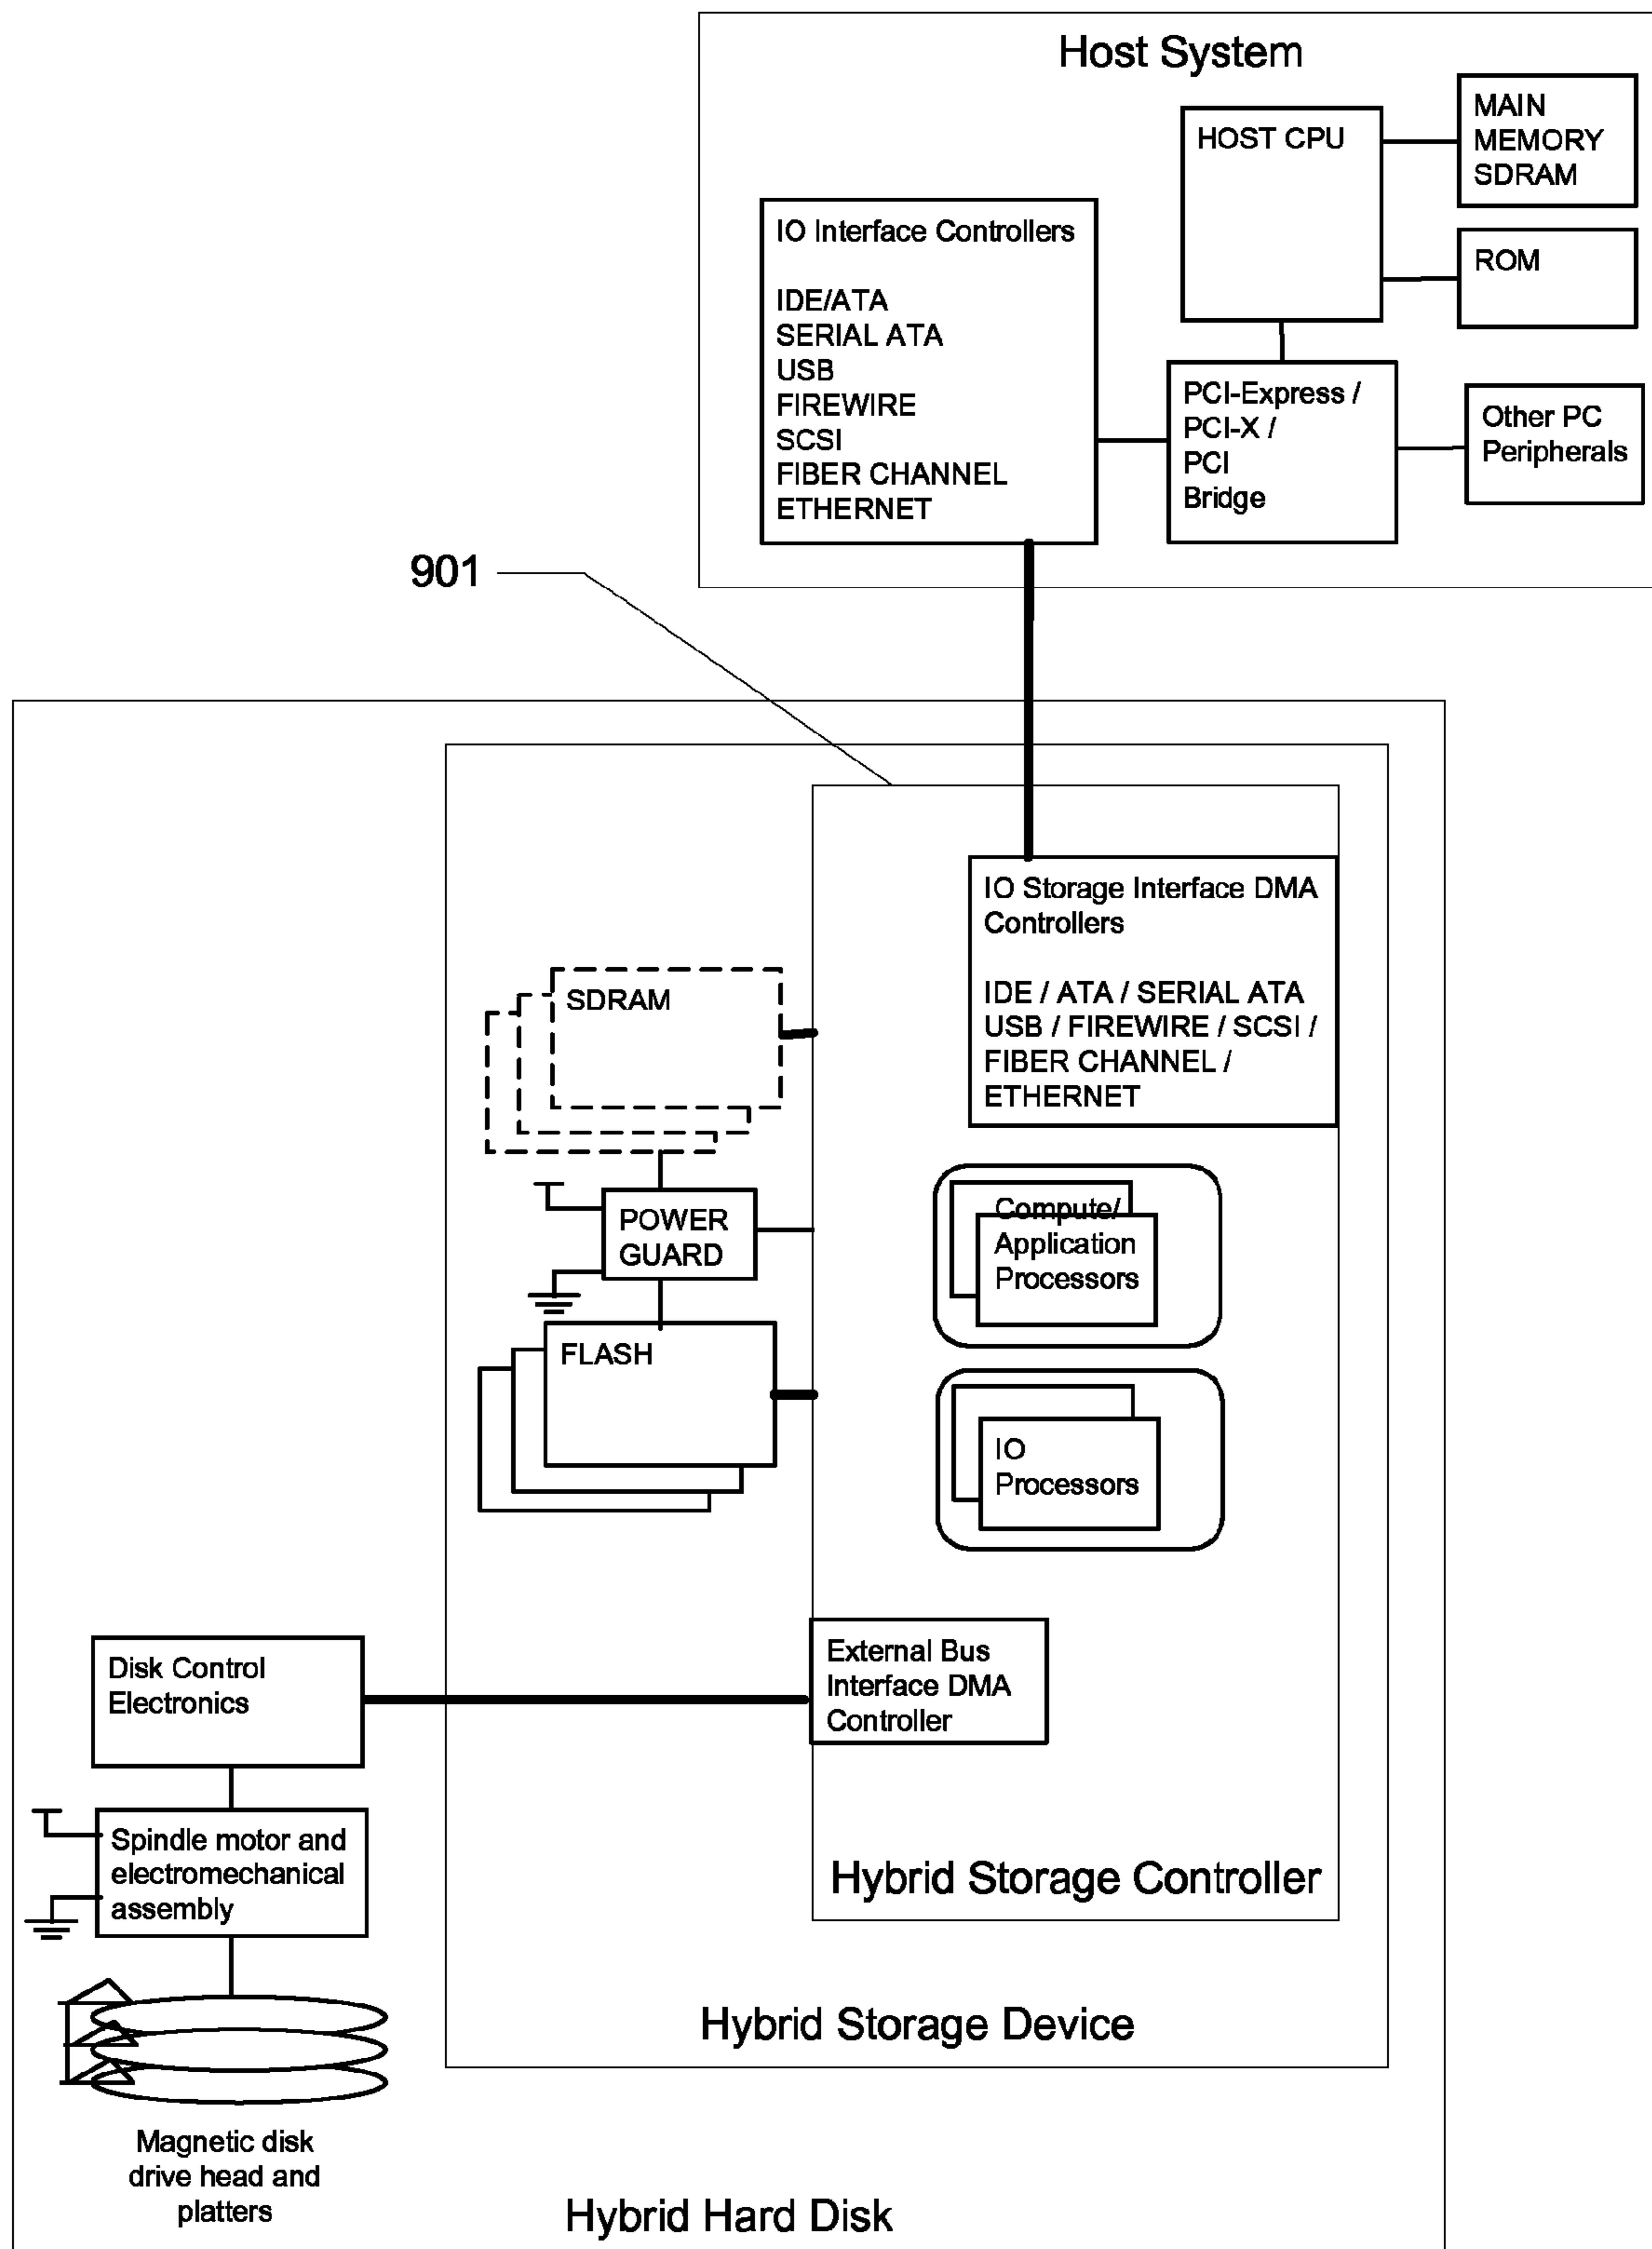 Host System
MAIN
MEMORY
SDRAM
HOST CPU
ROM
IO Interface Controllers
IDE/ATA
SERIAL ATA
USB
FIREWIRE
SCSI
FIBER CHANNEL
ETHERNET
PCI-Express /
PCI-X /
PCI
Bridge
Other PC
Peripherals
901
IO Storage Interface DMA
Controllers
IDE / ATA / SERIAL ATA
USB / FIREWIRE / SCSI /
FIBER CHANNEL /
ETHERNET
SDRAM
POWER
GUARD
Compute/
Application
Processors
FLASH
IO
Processors
External Bus
Interface DMA
Controller
Disk Control
Electronics
Spindle motor and
electromechanical
assembly
Hybrid Storage Controller
Hybrid Storage Device
Magnetic disk
drive head and
platters
Hybrid Hard Disk